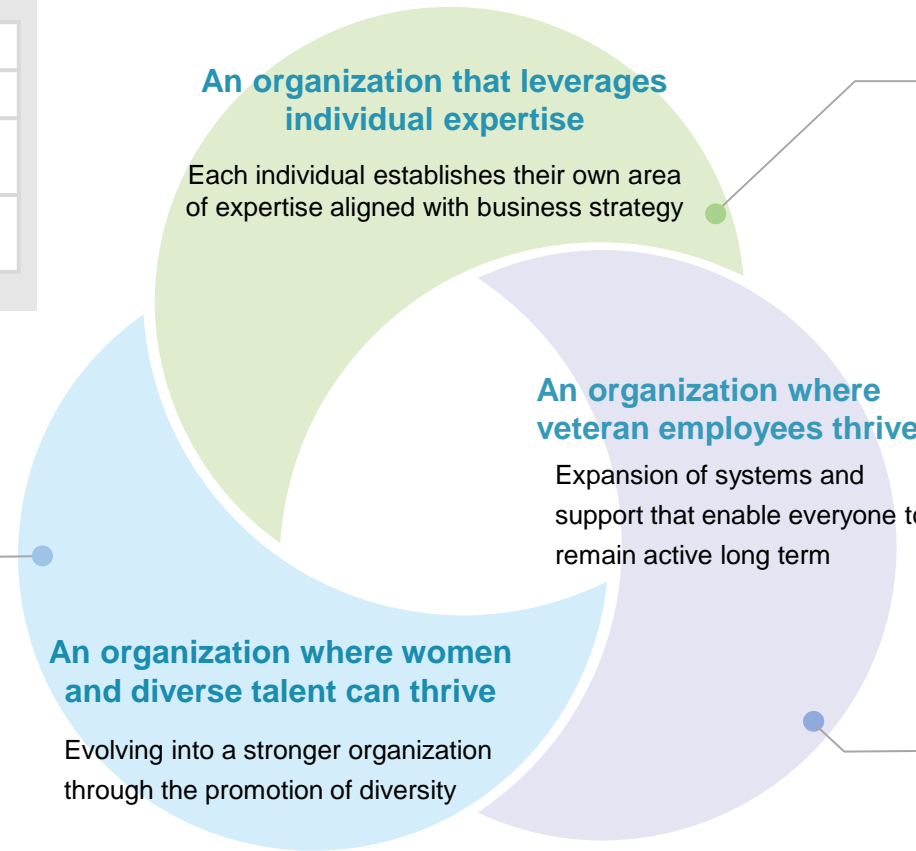 An organization that leverages
individual expertise
Each individual establishes their own area
of expertise aligned with business strategy
An organization where
veteran employees thrive
Expansion of systems and
support that enable everyone to
remain active long term
An organization where women
and diverse talent can thrive
Evolving into a stronger organization
through the promotion of diversity